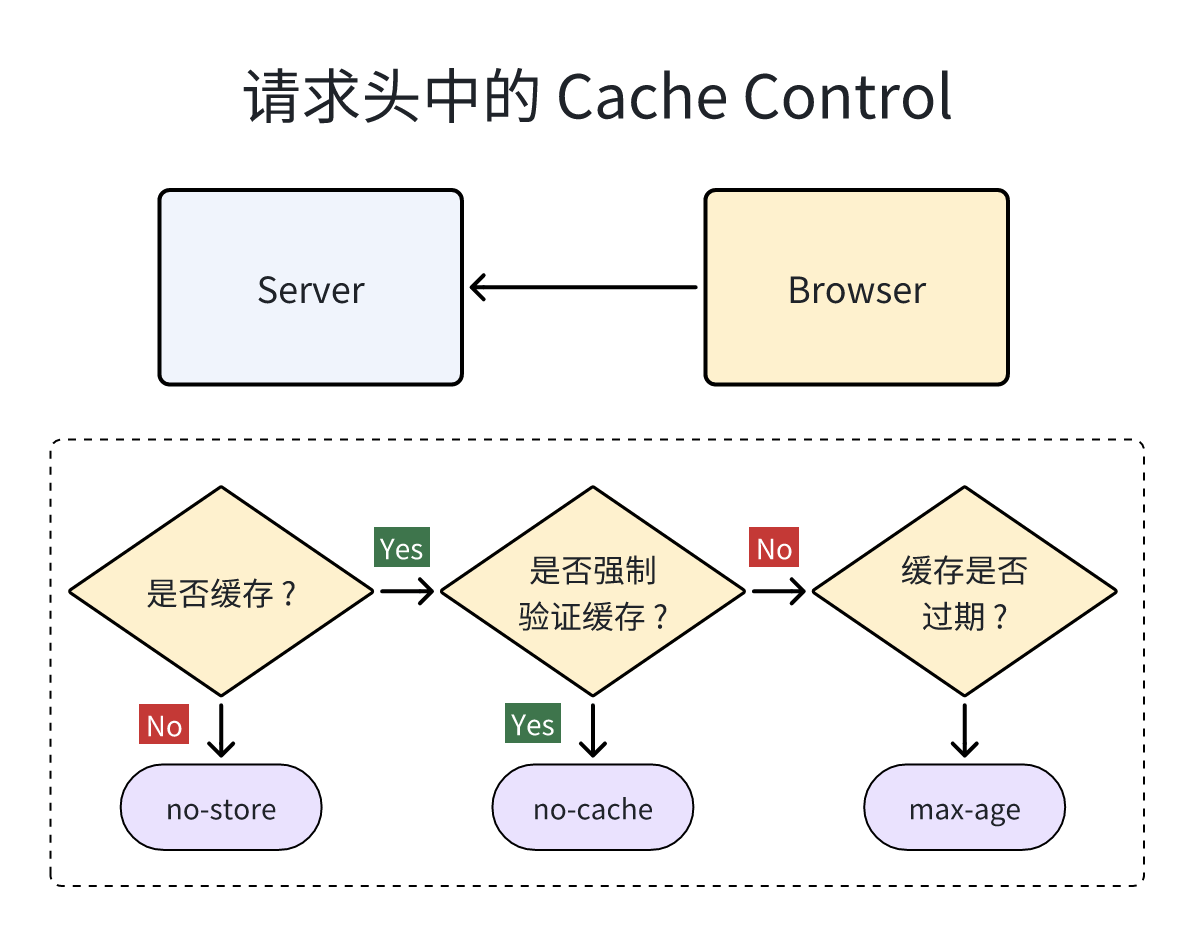 请求头中的 Cache Control
Server
Browser
是否缓存？
Yes
是否强制
验证缓存？
No
缓存是否
过期？
No
Yes
no-store
no-cache
max-age